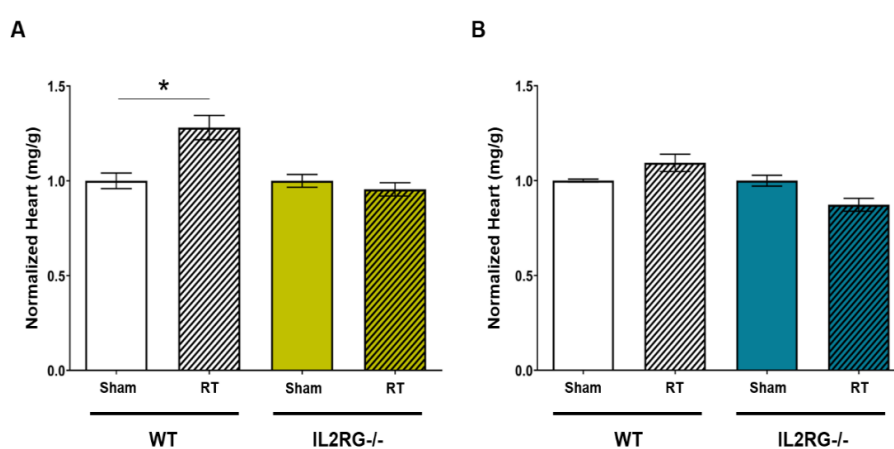 A
Normalized Heart (mg/g)
1.5
1.0
0.5
0.0
*
Sham
RT
Sham
RT
WT
IL2RG-/-
B
Normalized Heart (mg/g)
1.5
1.0
0.5
0.0
Sham
RT
Sham
RT
WT
IL2RG-/-